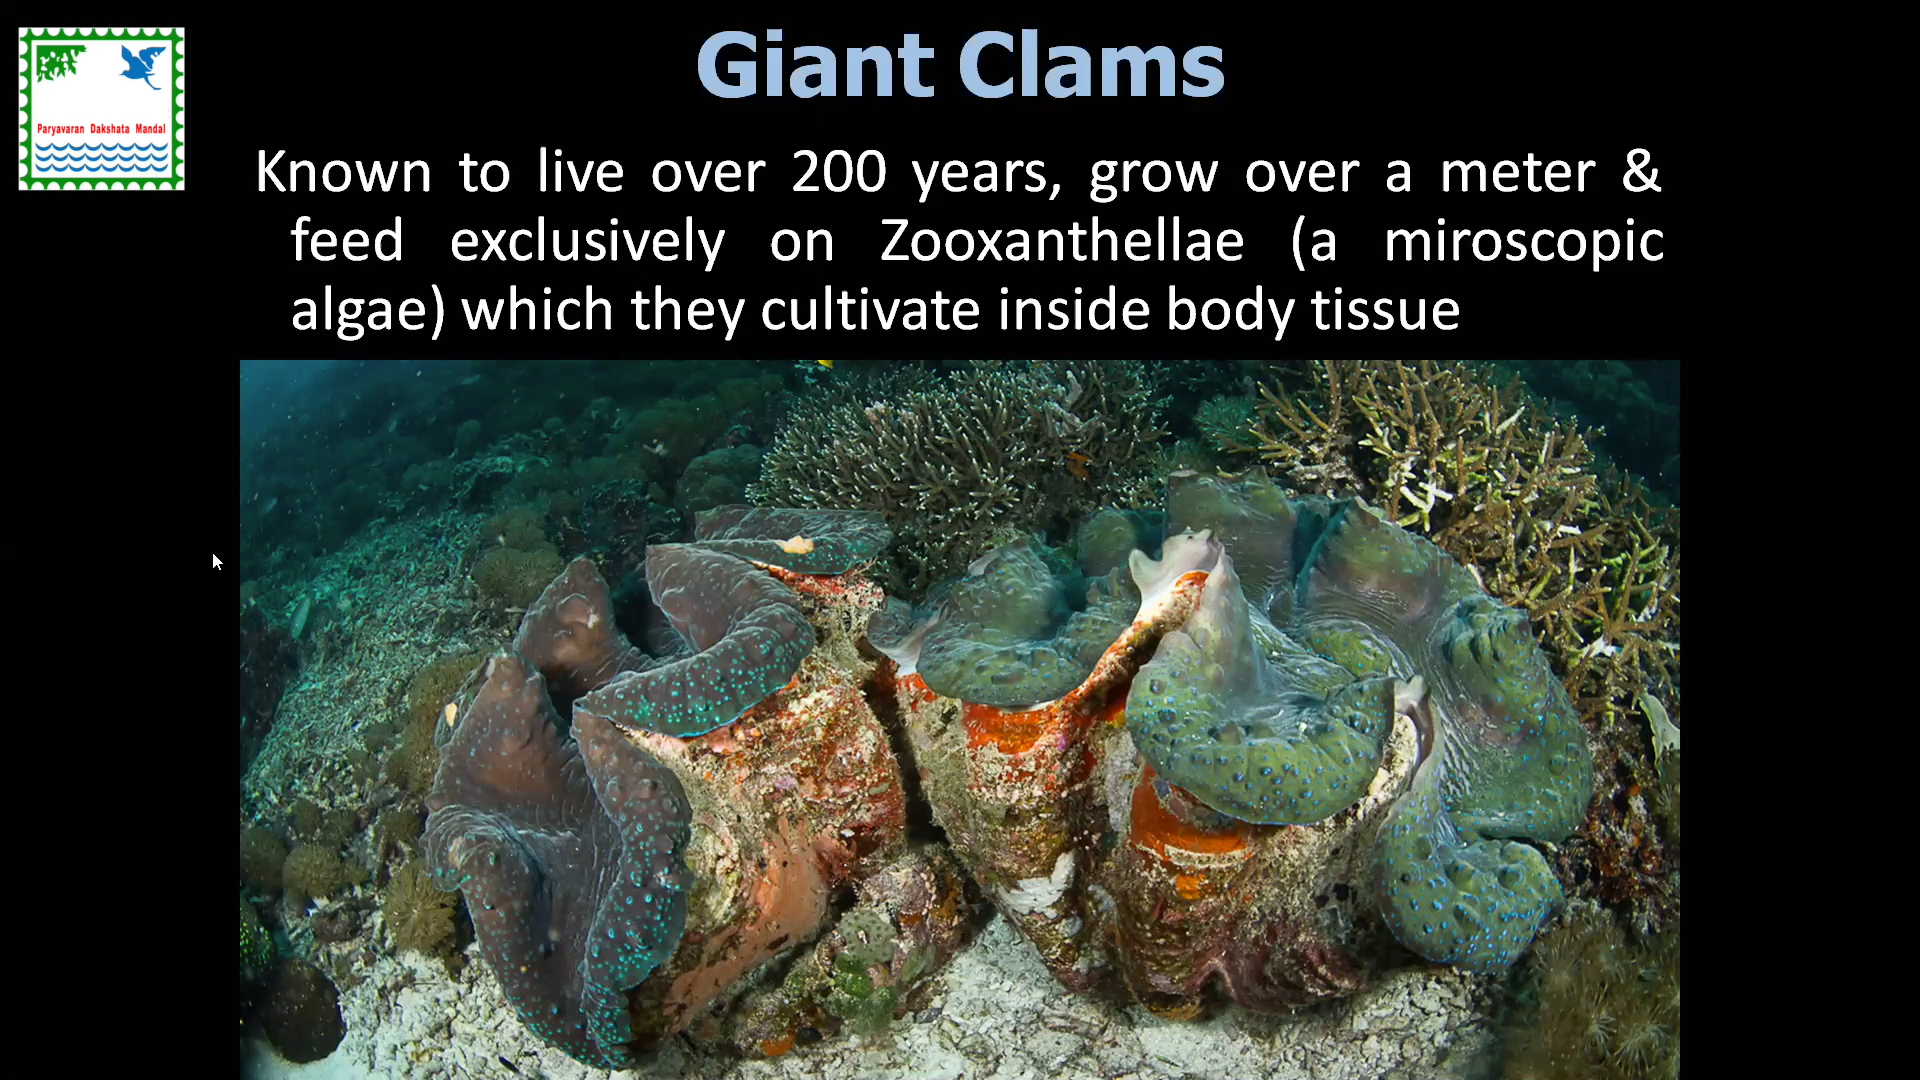 Giant Clams
Paryavaran Dakshata Mandal
Known to live over 200 years, grow over a meter &
feed exclusively on Zooxanthellae (a miroscopic
algae) which they cultivate inside body tissue